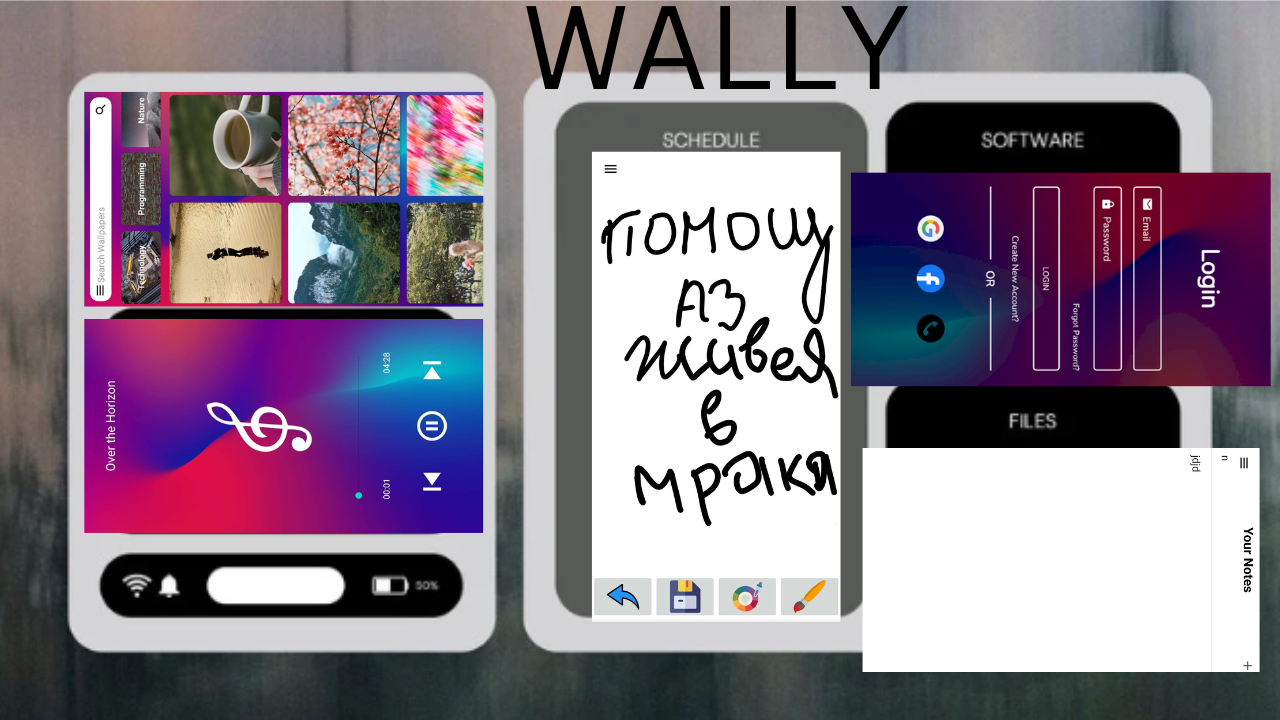 WALLY
Search Wallpapers
Nature
Programming
Technology
Over the Horizon
04:28
00:01
50%
SCHEDULE
помощ
аз
живея
в
мрака
SOFTWARE
Login
Email
Password
Forgot Password?
LOGIN
Create New Account?
OR
FILES
Your Notes
+
n
jdjd